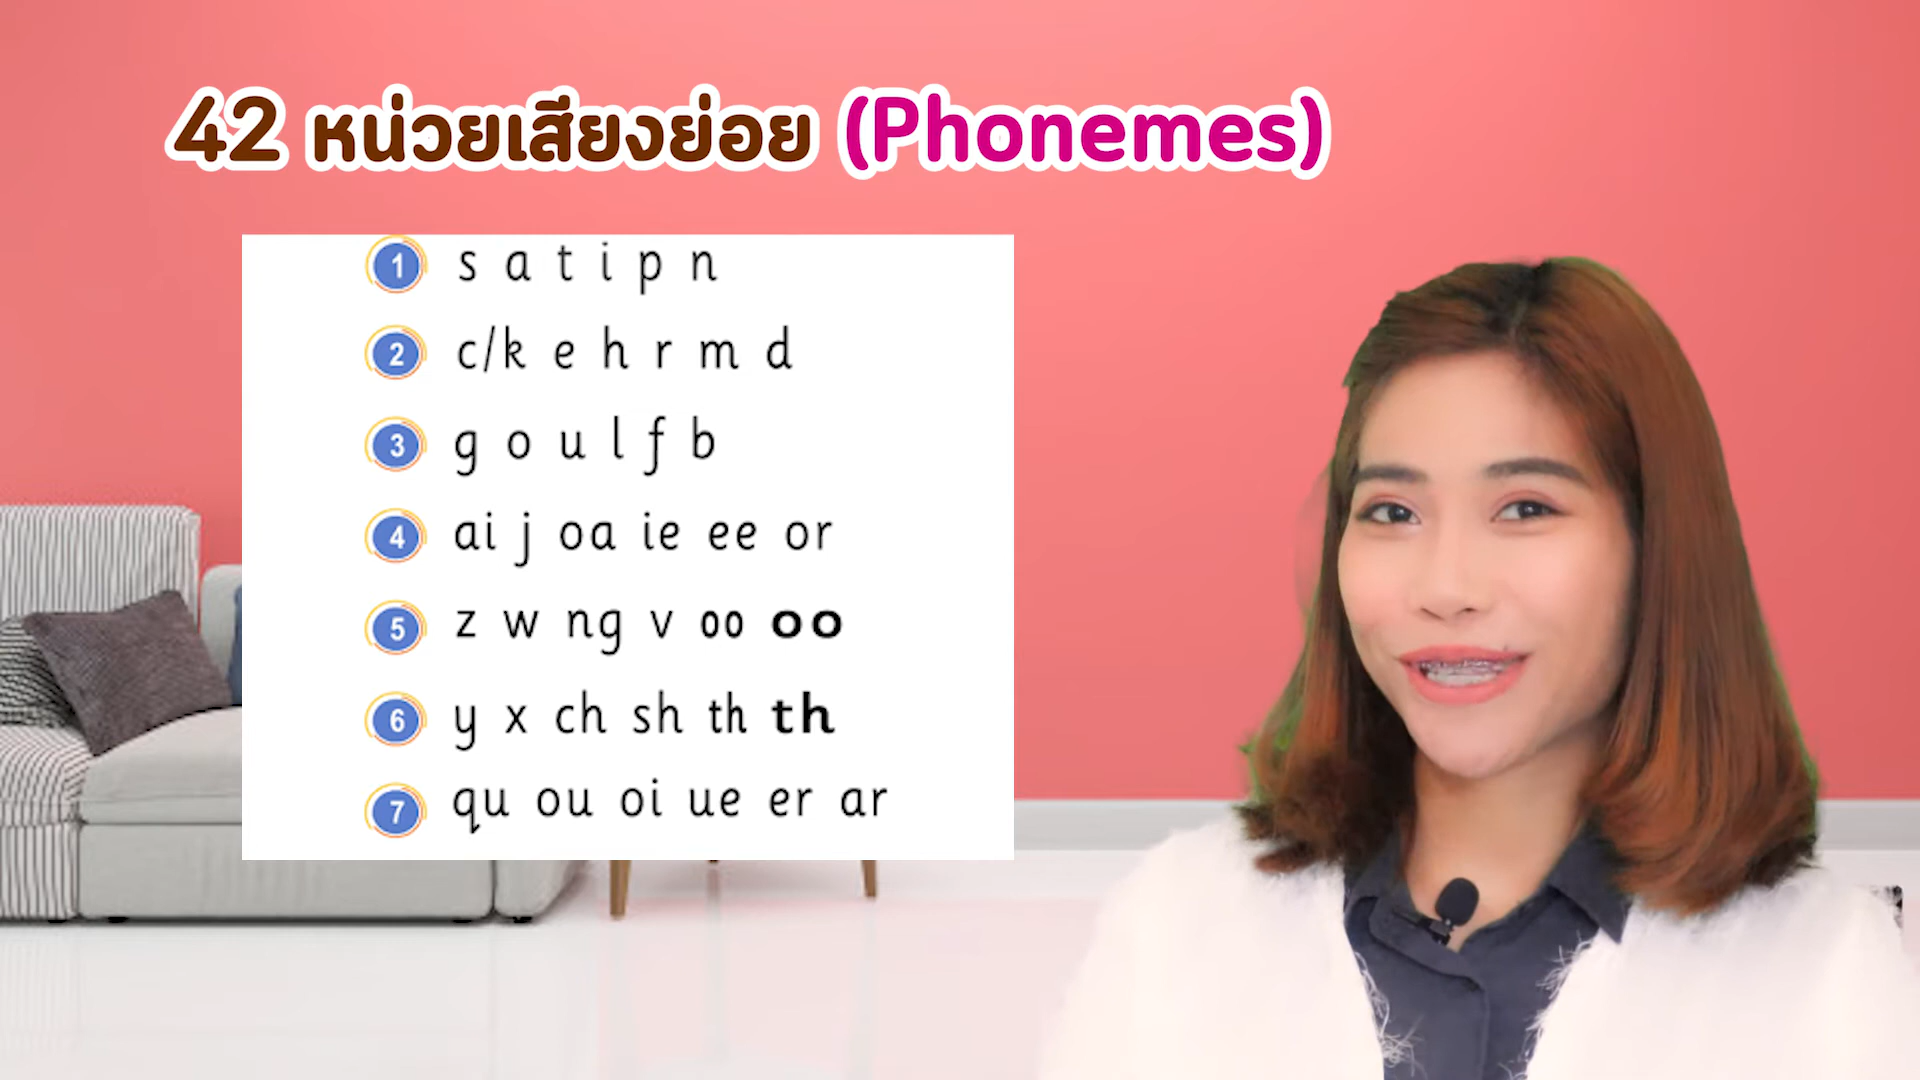 42 หน่วยเสียงย่อย (Phonemes)
1 s a t i p n
2 c/k e h r m d
3 g o u l f b
4 ai j oa ie ee or
5 z w ng v oo oo
6 y x ch sh th th
7 qu ou oi ue er ar